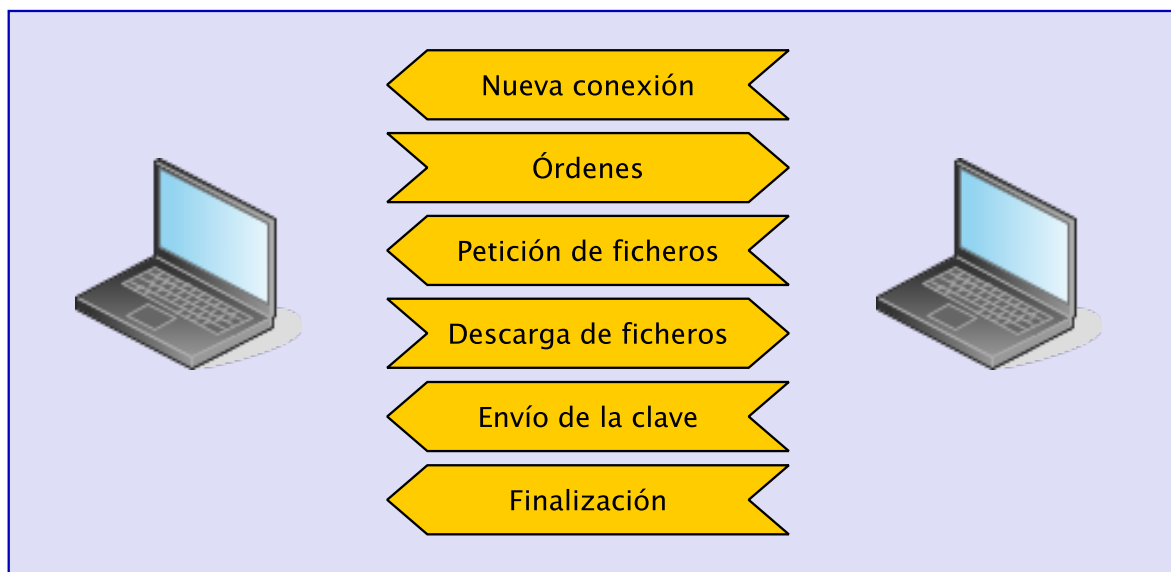 Nueva conexión
Órdenes
Petición de ficheros
Descarga de ficheros
Envío de la clave
Finalización